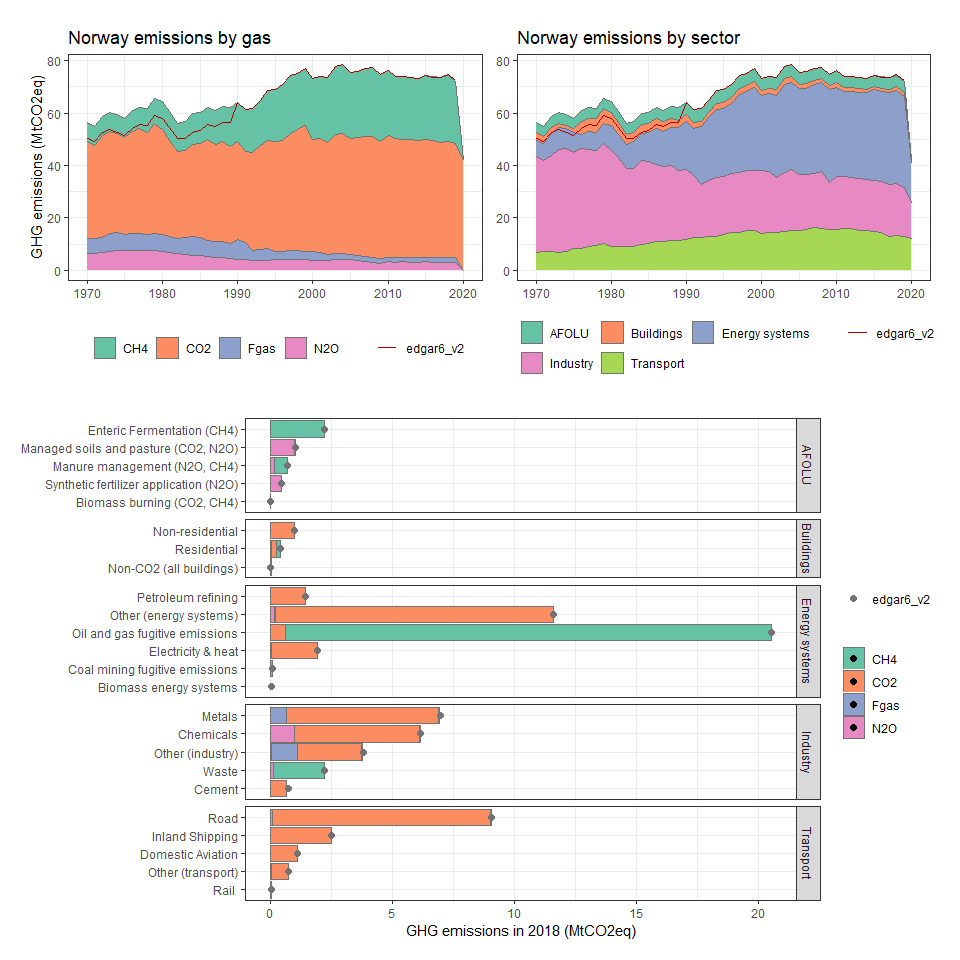 Norway emissions by gas
GHG emissions (MtCO2eq)
80
60
40
20
0
1970
1980
1990
2000
2010
2020
CH4
CO2
Fgas
N2O
edgar6_v2
Norway emissions by sector
80
60
40
20
0
1970
1980
1990
2000
2010
2020
AFOLU
Buildings
Energy systems
edgar6_v2
Industry
Transport
Enteric Fermentation (CH4)
Managed soils and pasture (CO2, N2O)
Manure management (N2O, CH4)
Synthetic fertilizer application (N2O)
Biomass burning (CO2, CH4)
AFOLU
Non-residential
Residential
Non-CO2 (all buildings)
Buildings
Petroleum refining
Other (energy systems)
Oil and gas fugitive emissions
Electricity & heat
Coal mining fugitive emissions
Biomass energy systems
Energy systems
Metals
Chemicals
Other (industry)
Waste
Cement
Industry
Road
Inland Shipping
Domestic Aviation
Other (transport)
Rail
Transport
0
5
10
15
20
GHG emissions in 2018 (MtCO2eq)
edgar6_v2
CH4
CO2
Fgas
N2O